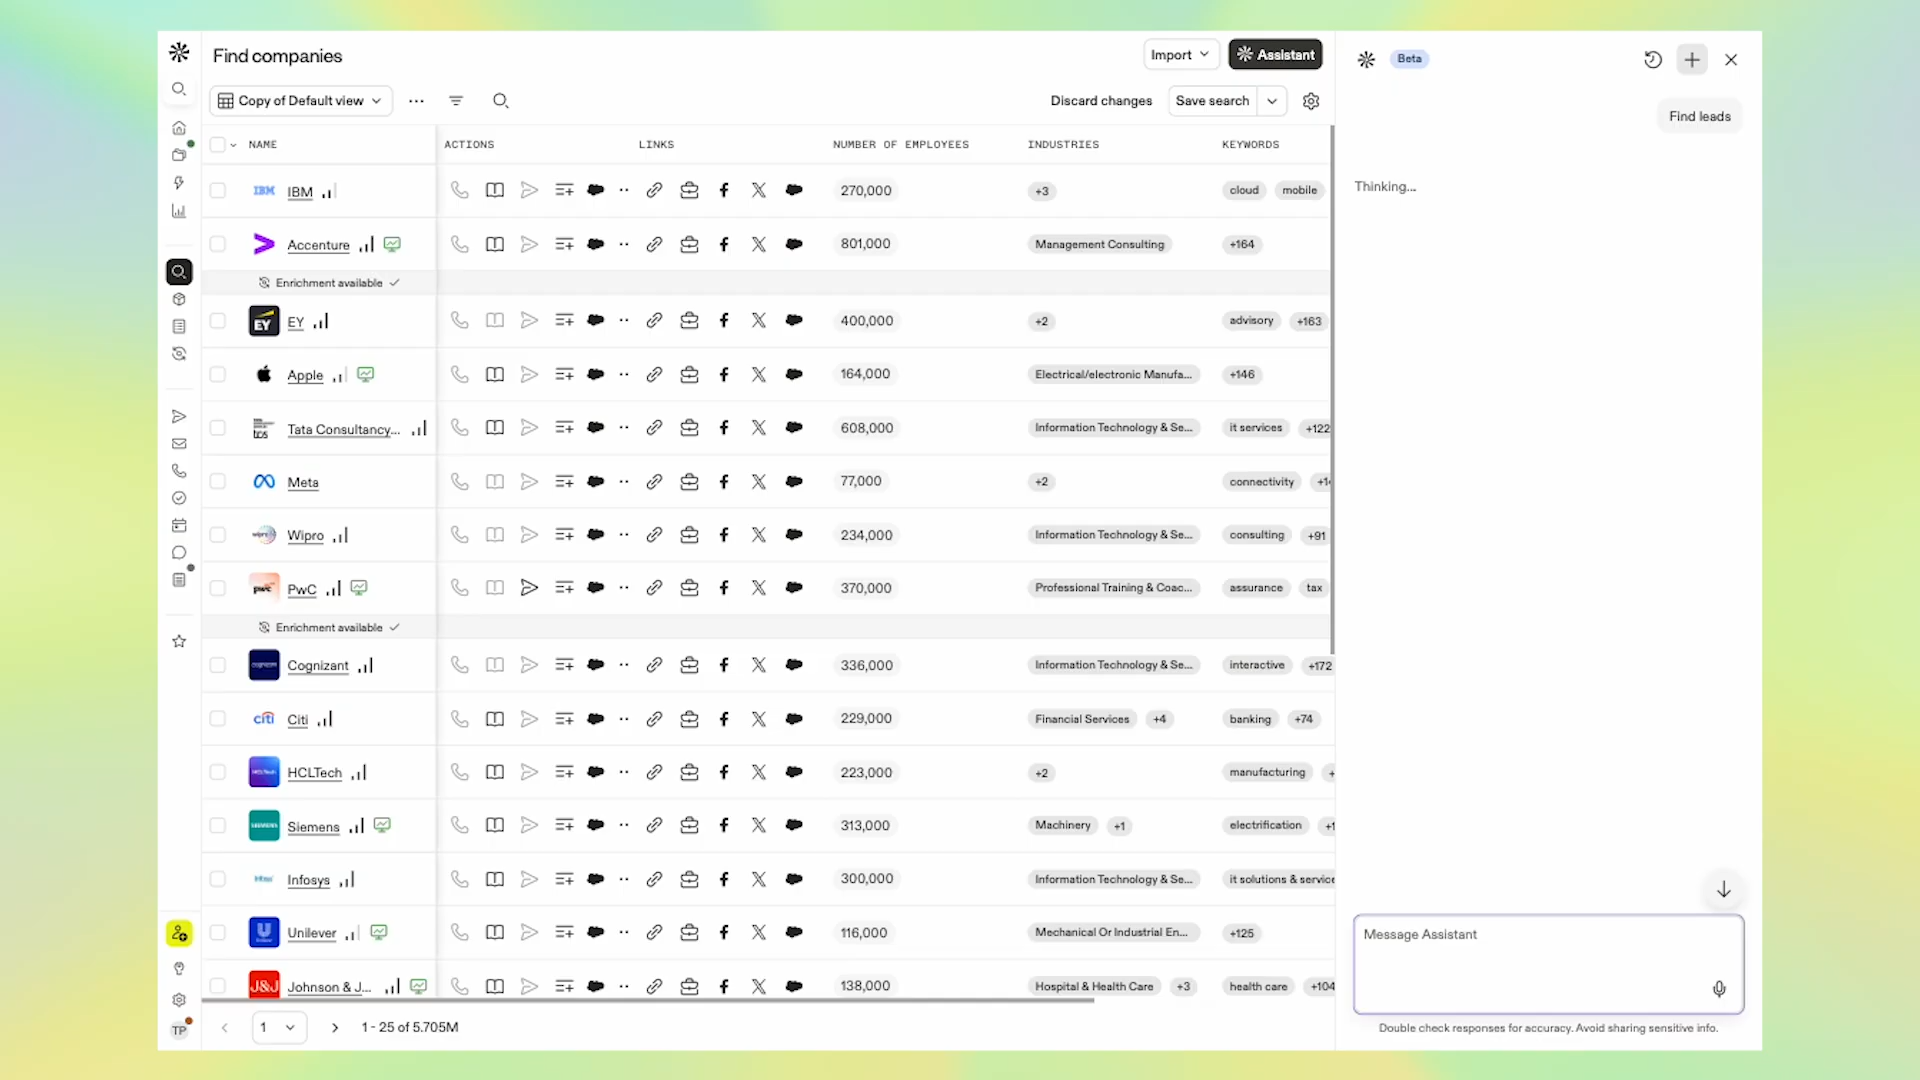 Find companies
Import
Assistant
Beta
Copy of Default view
Discard changes
Save search
Find leads
NAME ACTIONS LINKS NUMBER OF EMPLOYEES INDUSTRIES KEYWORDS
IBM IBM 270,000 +3 cloud mobile
Thinking...
Accenture 801,000 Management Consulting +164
Enrichment available
EY EY 400,000 +2 advisory +163
Apple 164,000 Electrical/electronic Manufa... +146
Tata Consultancy... 608,000 Information Technology & Se... it services +122
Meta 77,000 +2 connectivity
wipro Wipro 234,000 Information Technology & Se... consulting +91
pwc PwC 370,000 Professional Training & Coac... assurance tax
Enrichment available
cognizant Cognizant 336,000 Information Technology & Se... interactive +172
citi Citi 229,000 Financial Services +4 banking +74
HCLTech HCLTech 223,000 +2 manufacturing +
SIEMENS Siemens 313,000 Machinery +1 electrification
Infosys 300,000 Information Technology & Se... it solutions & service
Unilever 116,000 Mechanical Or Industrial En... +125
J&J Johnson & J... 138,000 Hospital & Health Care +3 health care +104
Message Assistant
TP
1
1 - 25 of 5.705M
Double check responses for accuracy. Avoid sharing sensitive info.